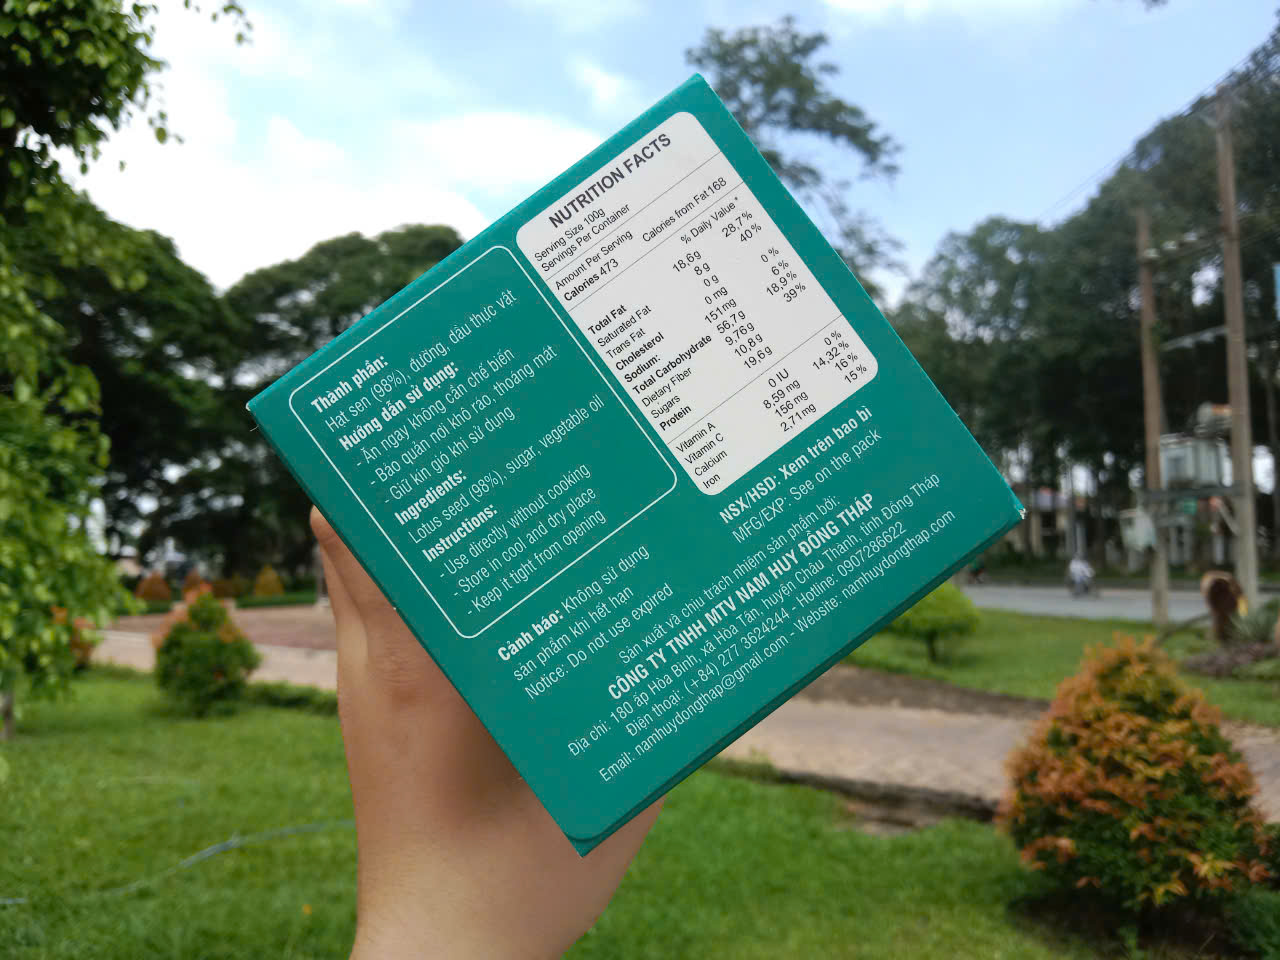 Thành phần:
Hạt sen (98%), đường, dầu thực vật
Hướng dẫn sử dụng:
- Ăn ngay không cần chế biến
- Bảo quản nơi khô ráo, thoáng mát
- Giữ kín gió khi sử dụng
Ingredients:
Lotus seed (98%), sugar, vegetable oil
Instructions:
- Use directly without cooking
- Store in cool and dry place
- Keep it tight from opening
NUTRITION FACTS
Serving Size 100g
Servings Per Container
Amount Per Serving
Calories 473 Calories from Fat 168
% Daily Value *
Total Fat 18,6g 28,7%
Saturated Fat 8g 40%
Trans Fat 0g
Cholesterol 0 mg 0%
Sodium: 151mg 6%
Total Carbohydrate 56,7g 18,9%
Dietary Fiber 9,76g 39%
Sugars 10,8g
Protein 19,6g
Vitamin A 0 IU 0%
Vitamin C 8,59 mg 14,32%
Calcium 156 mg 16%
Iron 2,71mg 15%
Cảnh báo: Không sử dụng
sản phẩm khi hết hạn
Notice: Do not use expired
NSX/HSD: Xem trên bao bì
MFG/EXP: See on the pack
Sản xuất và chịu trách nhiệm sản phẩm bởi:
CÔNG TY TNHH MTV NAM HUY ĐỒNG THÁP
Địa chỉ: 180 ấp Hòa Bình, xã Hòa Tân, huyện Châu Thành, tỉnh Đồng Tháp
Điện thoại: (+84) 277 3624244 - Hotline: 0907286622
Email: namhuydongthap@gmail.com - Website: namhuydongthap.com